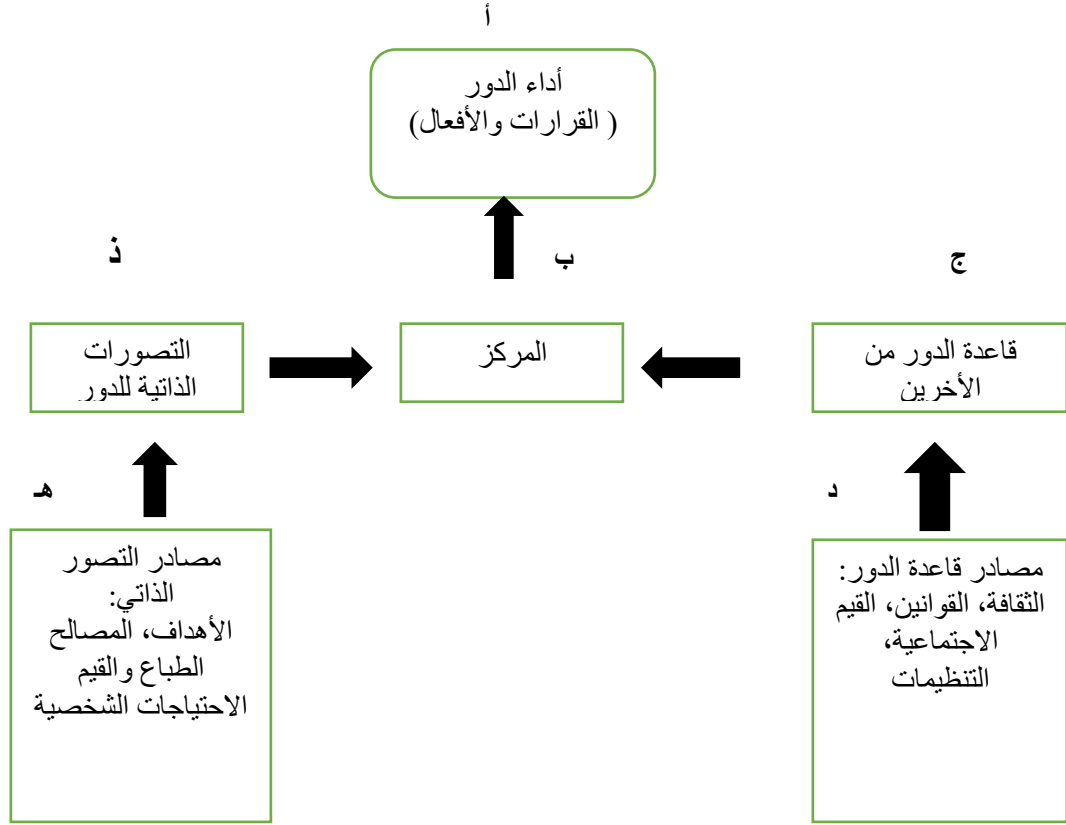 أ
أداء الدور
( القرارات والأفعال)
ذ
ب
ج
قاعدة الدور من
الأخرين
المركز
التصورات
الذاتية للدور
د
هـ
مصادر قاعدة الدور:
الثقافة، القوانين، القيم
الاجتماعية،
التنظيمات
مصادر التصور
الذاتي:
الأهداف، المصالح
الطباع والقيم
الاحتياجات الشخصية